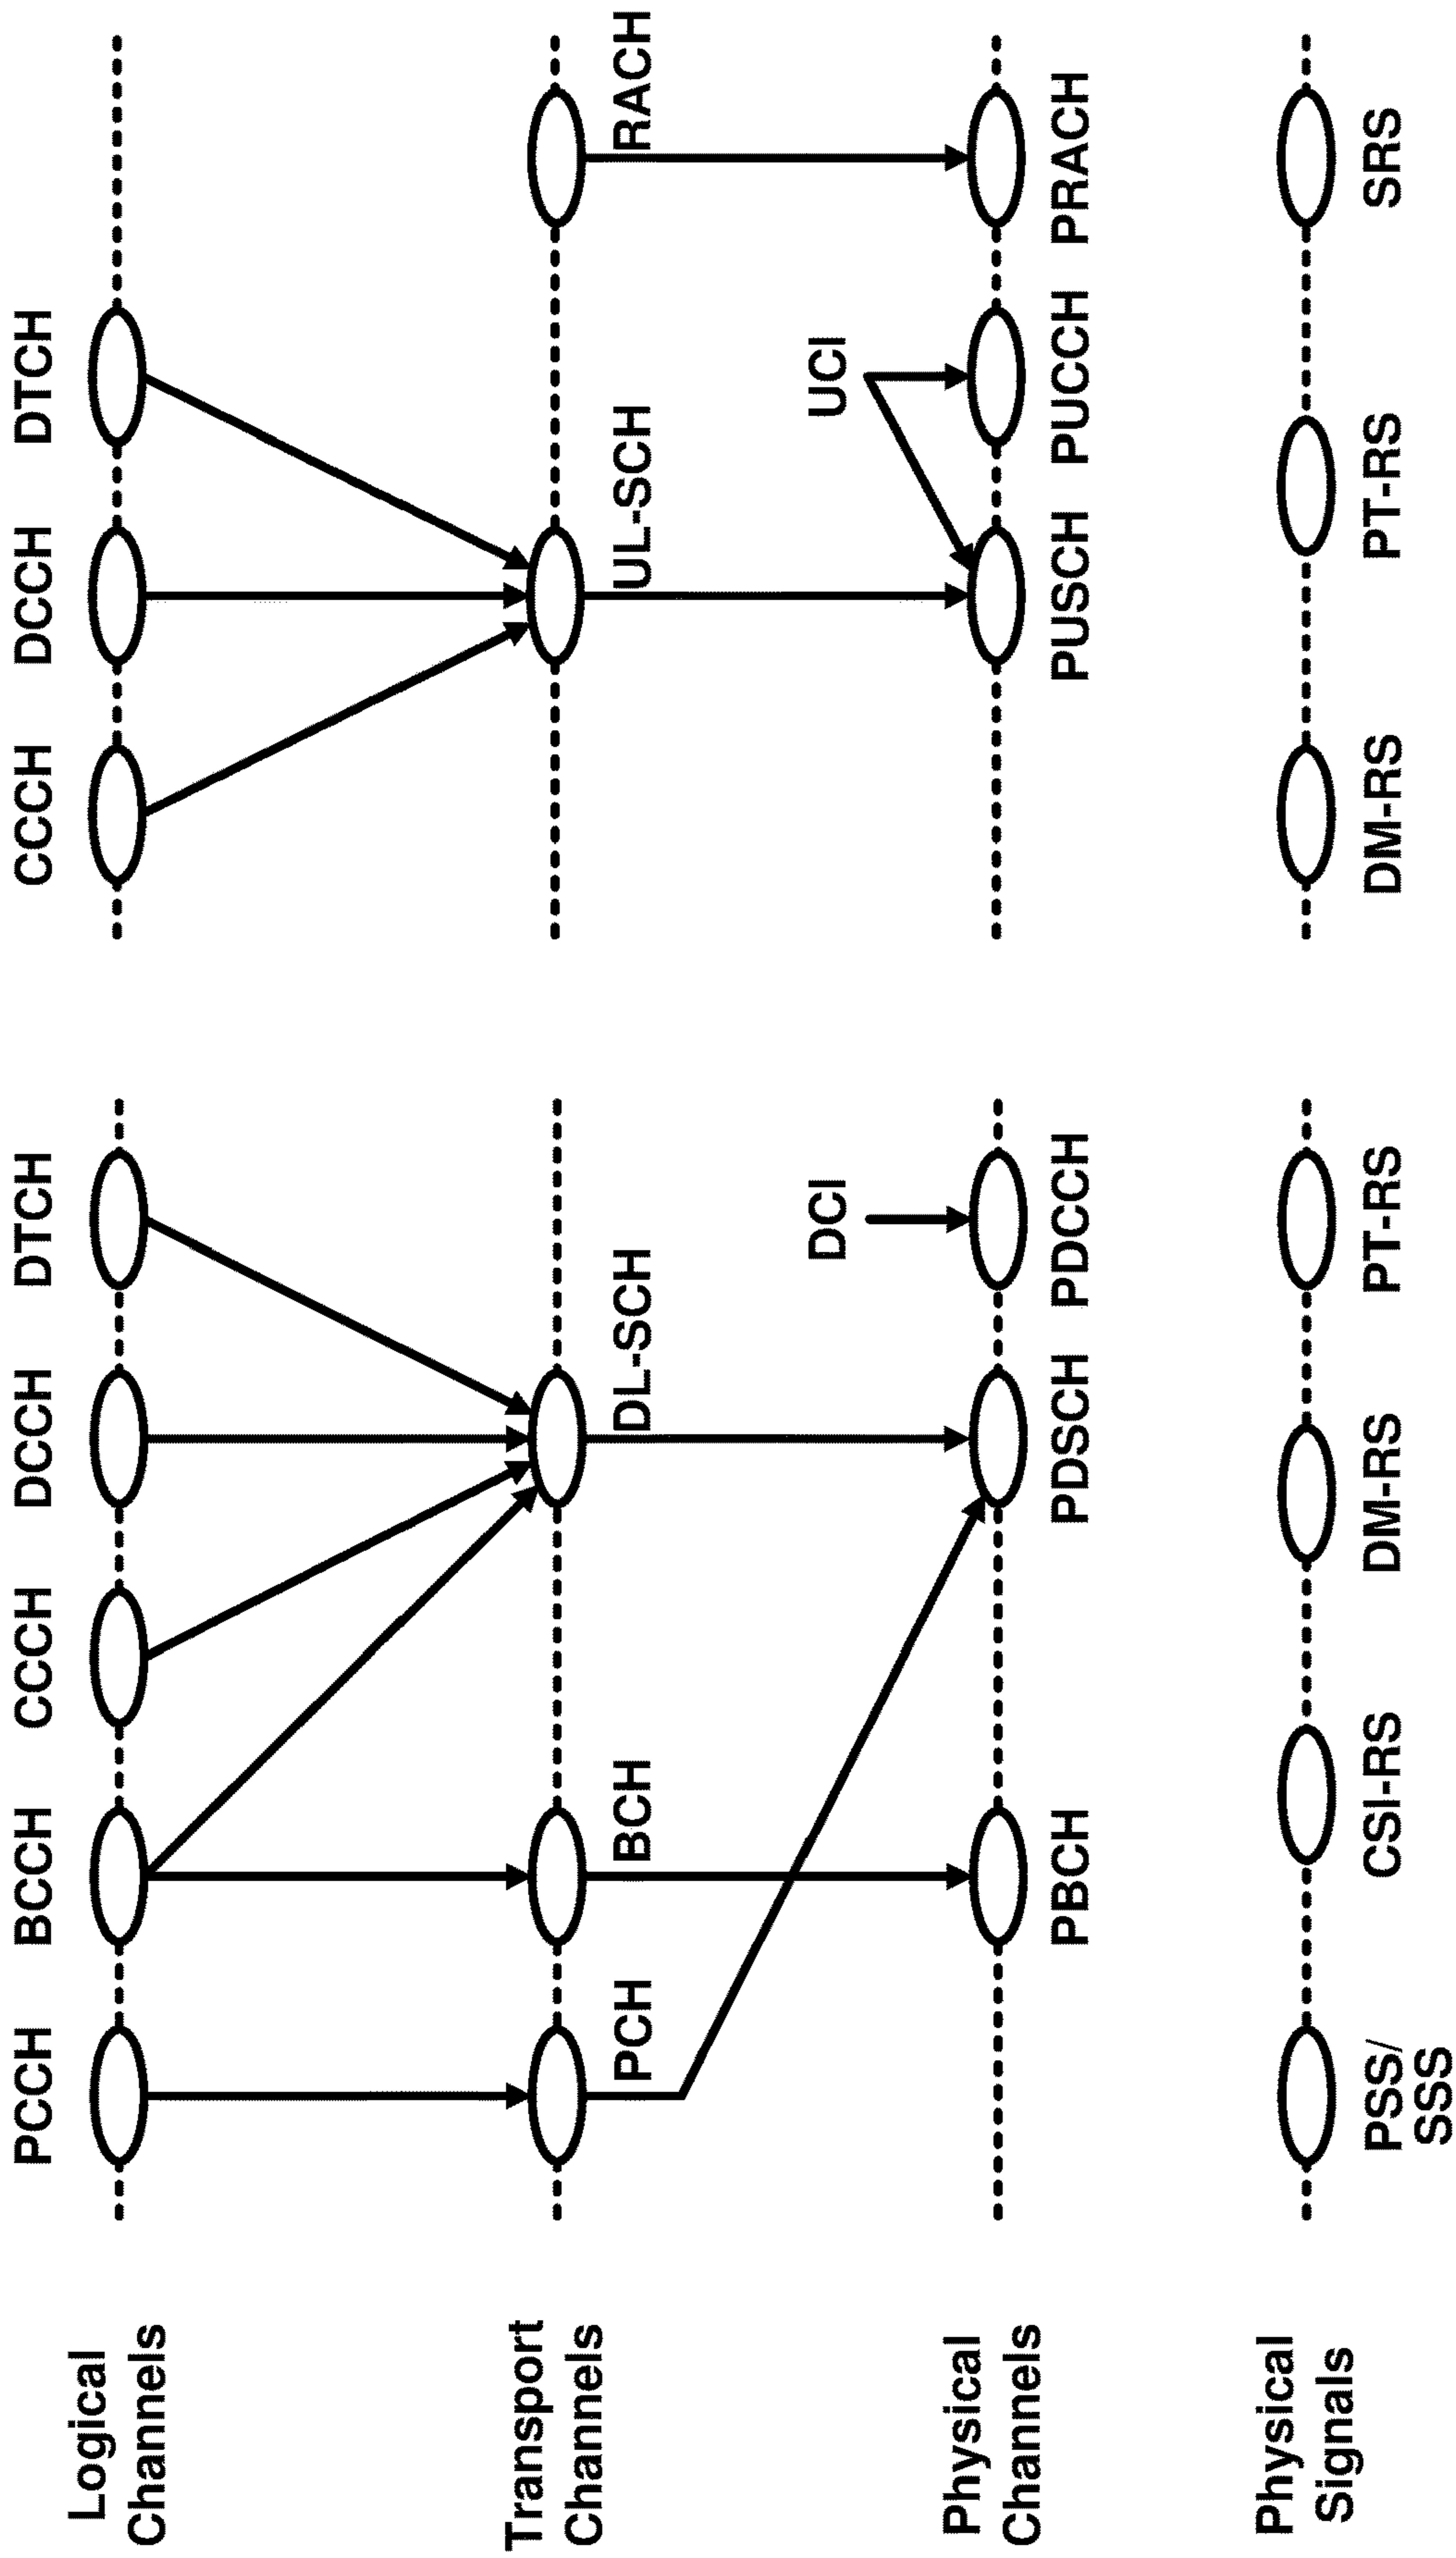 Logical
Channels
PCCH
BCCH
CCCH
DCCH
DTCH
CCCH
DCCH
DTCH
Transport
Channels
PCH
BCH
DL-SCH
UL-SCH
RACH
DCI
UCI
Physical
Channels
PBCH
PDSCH
PDCCH
PUSCH
PUCCH
PRACH
Physical
Signals
PSS/
SSS
CSI-RS
DM-RS
PT-RS
DM-RS
PT-RS
SRS